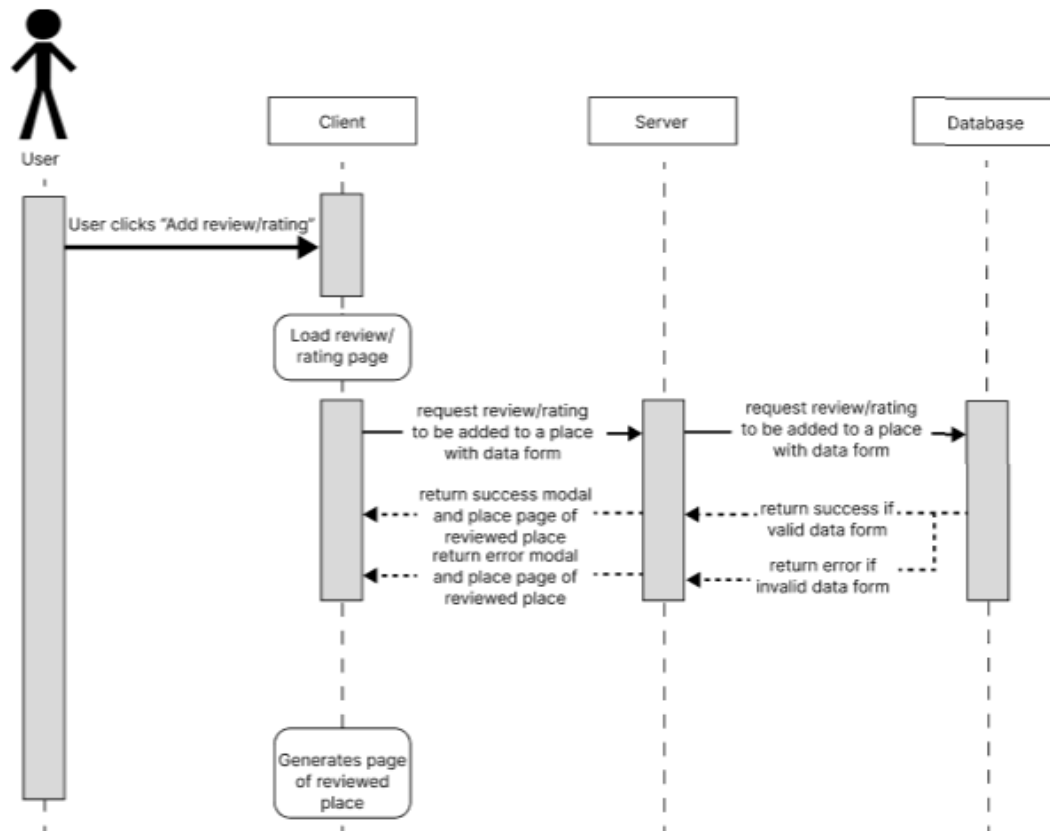 User
Client
Server
Database
User clicks “Add review/rating”
Load review/
rating page
request review/rating
to be added to a place
with data form
request review/rating
to be added to a place
with data form
return success modal
and place page of
reviewed place
return success if
valid data form
return error modal
and place page of
reviewed place
return error if
invalid data form
Generates page
of reviewed
place